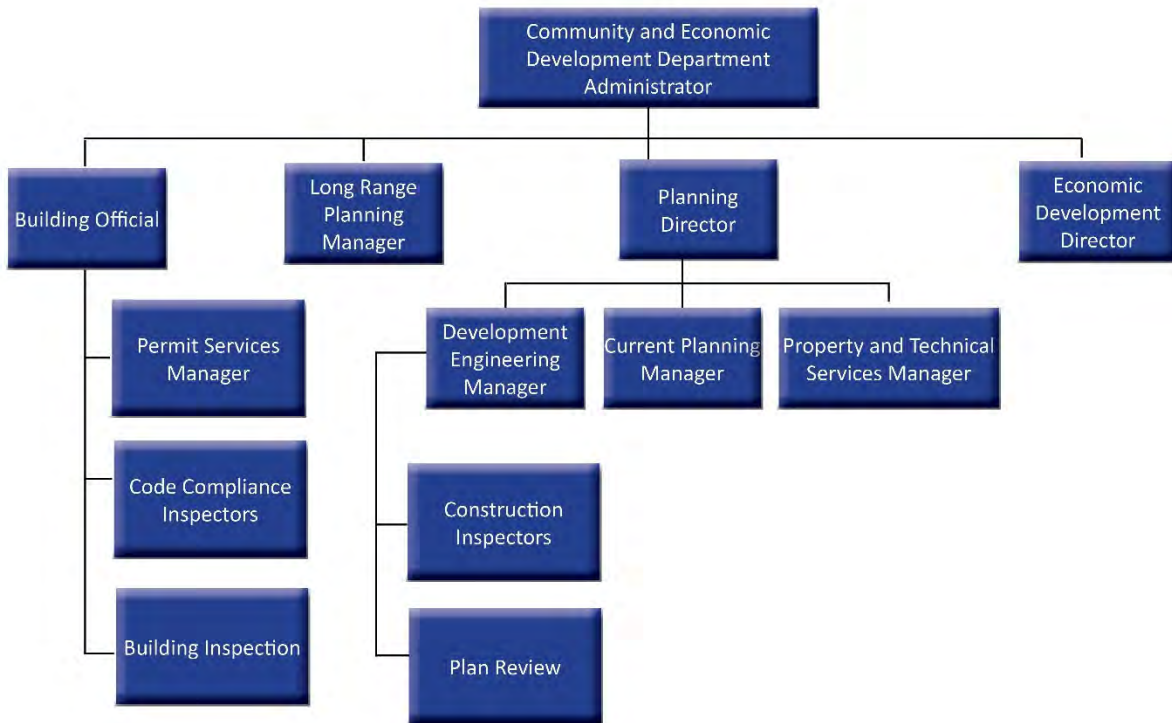 Community and Economic
Development Department
Administrator
Building Official
Long Range
Planning
Manager
Planning
Director
Economic
Development
Director
Permit Services
Manager
Development
Engineering
Manager
Current Planning
Manager
Property and Technical
Services Manager
Code Compliance
Inspectors
Construction
Inspectors
Building Inspection
Plan Review